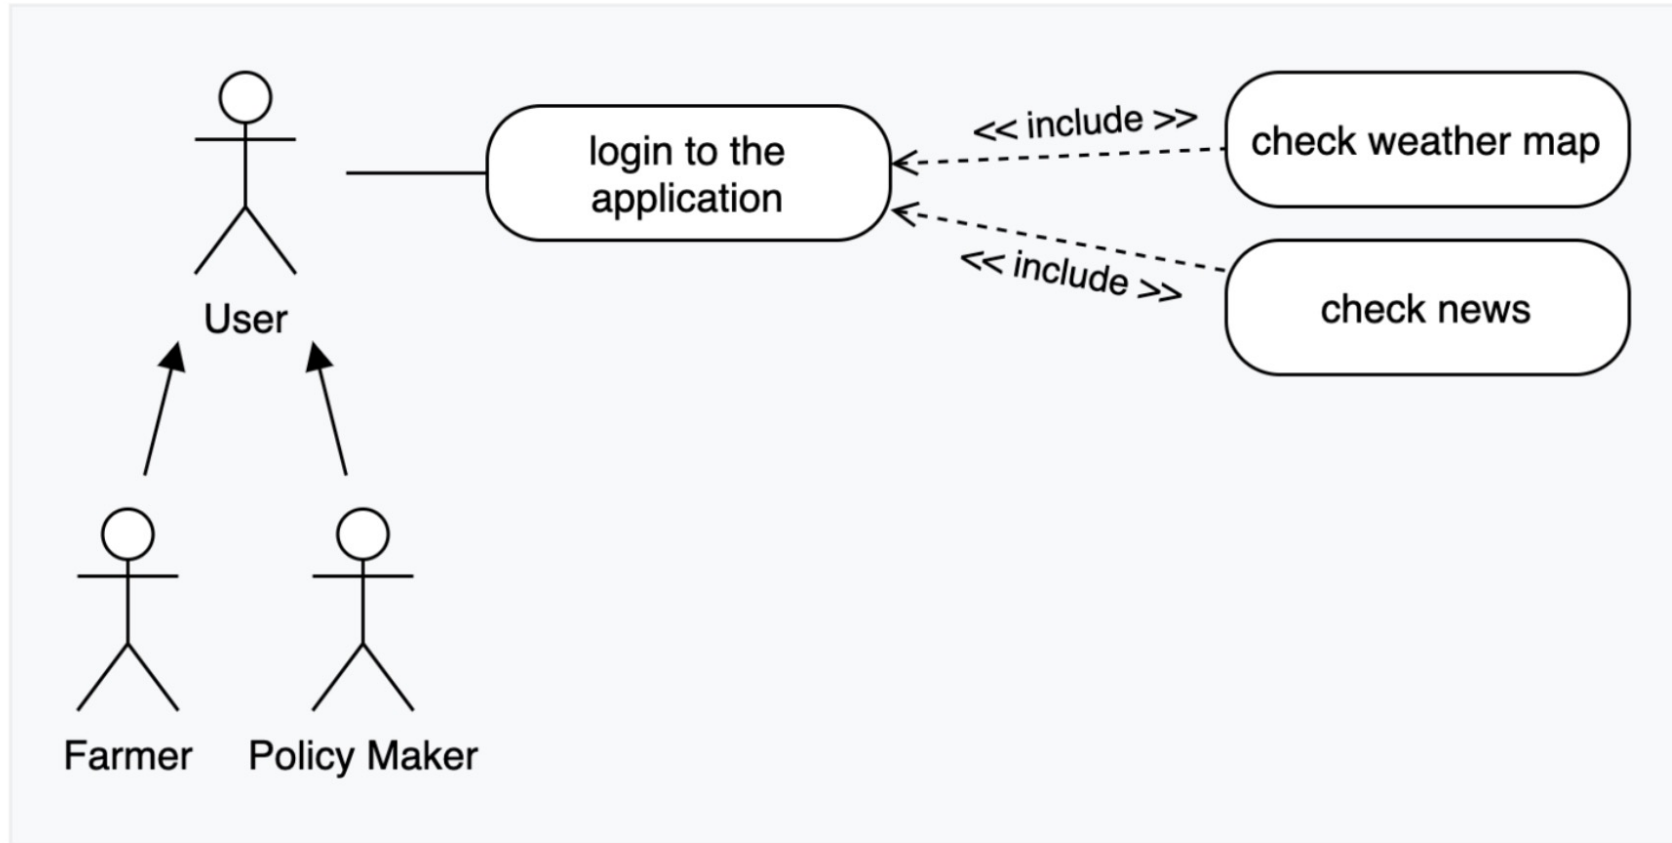 login to the
application
<< include >>
check weather map
<< include >>
check news
User
Farmer
Policy Maker